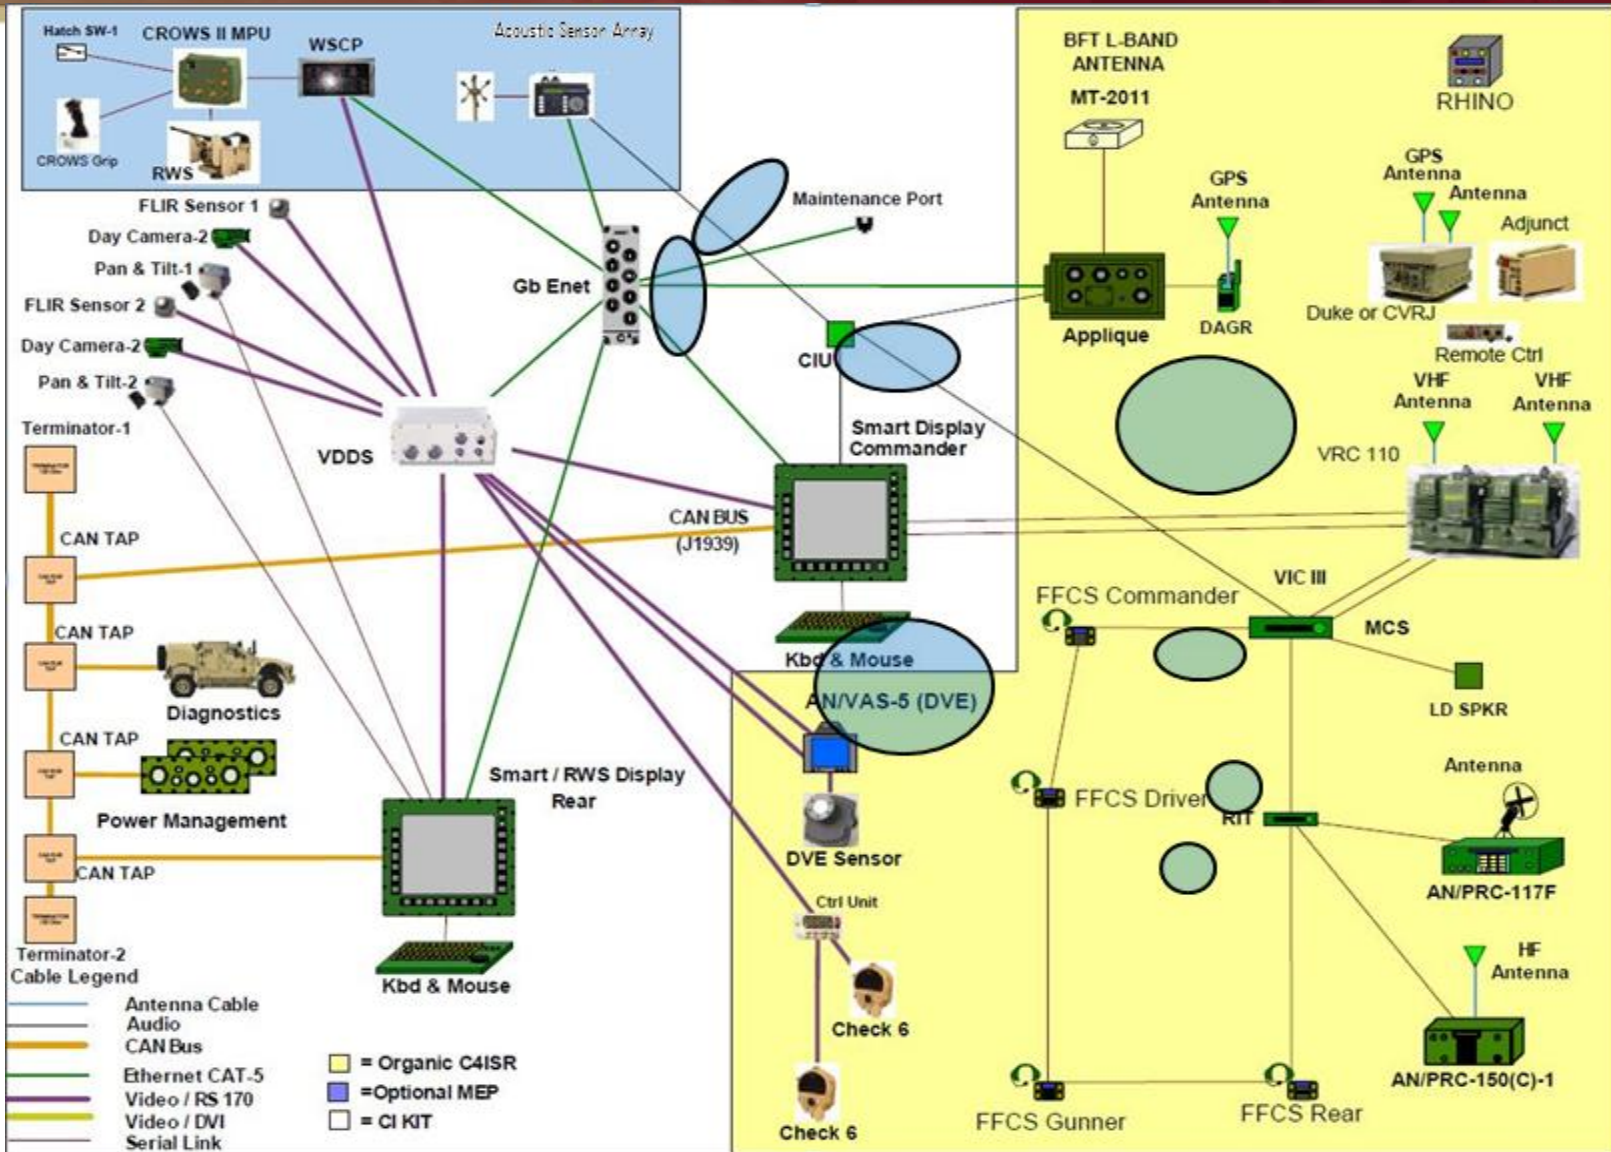 Hatch SW-1
CROWS II MPU
WSCP
Acoustic Sensor Array
CROWS Grip
RWS
BFT L-BAND
ANTENNA
MT-2011
RHINO
GPS
Antenna
Antenna
GPS
Antenna
Adjunct
FLIR Sensor 1
Maintenance Port
Day Camera-2
Pan & Tilt-1
Gb Enet
FLIR Sensor 2
Duke or CVRJ
DAGR
Applique
Remote Ctrl
Day Camera-2
CIU
Pan & Tilt-2
VHF
Antenna
VHF
Antenna
Terminator-1
Smart Display
Commander
VDDS
VRC 110
CAN BUS
(J1939)
CAN TAP
VIC III
FFCS Commander
MCS
CAN TAP
Kbd & Mouse
AN/VAS-5 (DVE)
Diagnostics
LD SPKR
CAN TAP
Smart / RWS Display
Rear
Antenna
FFCS Driver
RIT
Power Management
DVE Sensor
CAN TAP
AN/PRC-117F
Ctrl Unit
Terminator-2
HF
Antenna
Kbd & Mouse
Check 6
Check 6
AN/PRC-150(C)-1
FFCS Gunner
FFCS Rear
Cable Legend
Antenna Cable
Audio
CAN Bus
Ethernet CAT-5
Video / RS 170
Video / DVI
Serial Link
= Organic C4ISR
=Optional MEP
= CI KIT